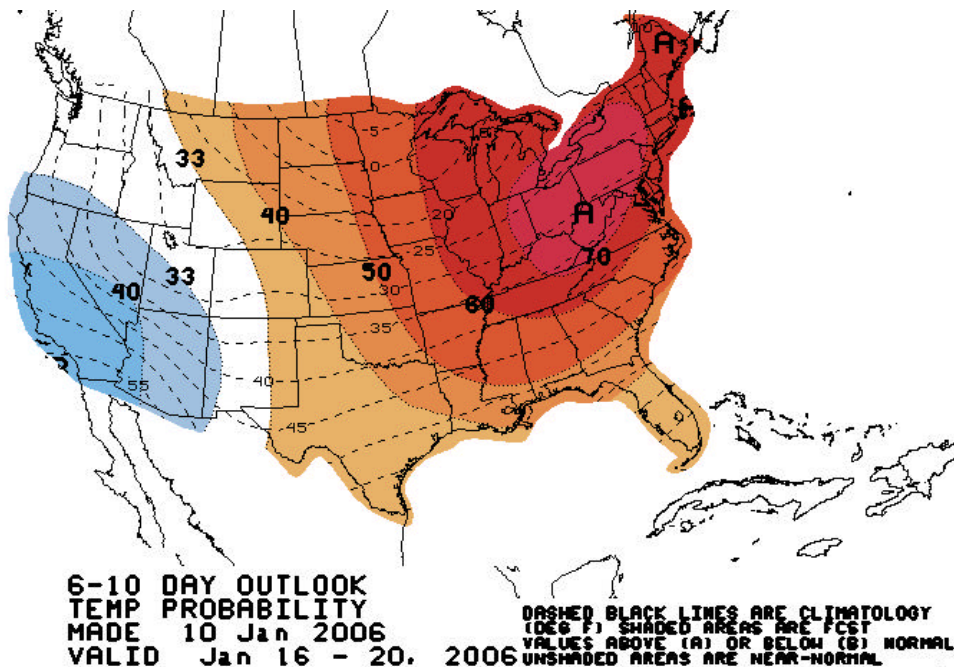 A
33
40
33
40
50
60
70
A
-5
10
20
-25
30
35
40
45
55
6-10 DAY OUTLOOK
TEMP PROBABILITY
MADE 10 Jan 2006
VALID Jan 16 - 20, 2006
DASHED BLACK LINES ARE CLIMATOLOGY
(DEG F) SHADED AREAS ARE FCST
VALUES ABOVE (A) OR BELOW (B) NORMAL
UNSHADED AREAS ARE NEAR-NORMAL